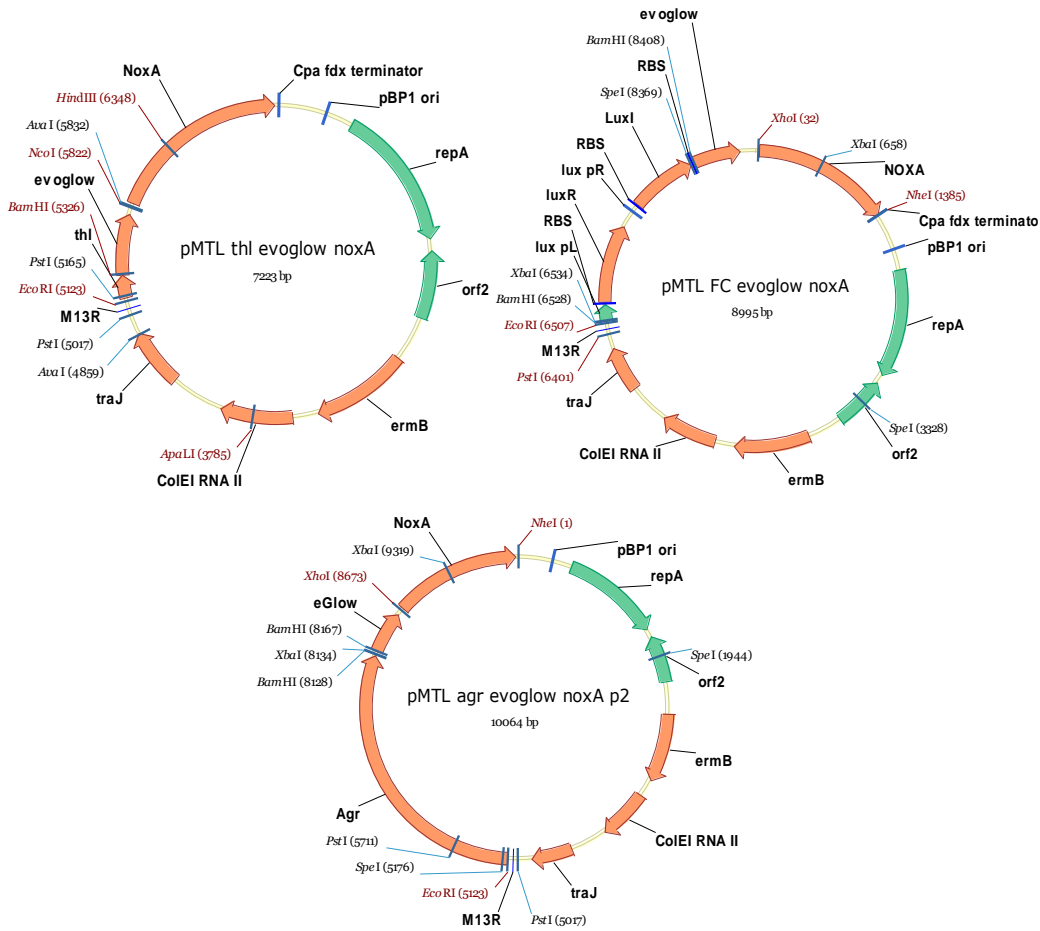 NoxA
Cpa fdx terminator
HindIII (6348)
pBP1 ori
AvaI (5832)
repA
NcoI (5822)
evoglow
BamHI (5326)
thl
pMTL thl evoglow noxA
7223 bp
PstI (5165)
EcoRI (5123)
orf2
M13R
PstI (5017)
AvaI (4859)
traJ
ermB
ApaLI (3785)
ColEI RNA II
evoglow
BamHI (8408)
RBS
SpeI (8369)
LuxI
XhoI (32)
RBS
XbaI (658)
lux pR
NOXA
luxR
NheI (1385)
RBS
Cpa fdx terminato
lux pL
pBP1 ori
XbaI (6534)
pMTL FC evoglow noxA
8995 bp
BamHI (6528)
EcoRI (6507)
repA
M13R
PstI (6401)
traJ
SpeI (3328)
ColEI RNA II
orf2
ermB
NoxA
NheI (1)
XbaI (9319)
pBP1 ori
XhoI (8673)
repA
eGlow
BamHI (8167)
XbaI (8134)
SpeI (1944)
BamHI (8128)
orf2
pMTL agr evoglow noxA p2
10064 bp
ermB
Agr
ColEI RNA II
PstI (5711)
SpeI (5176)
EcoRI (5123)
traJ
M13R
PstI (5017)